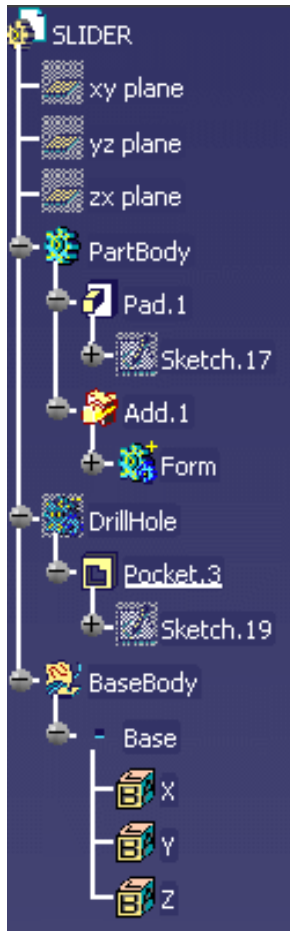 SLIDER
xy plane
yz plane
zx plane
PartBody
Pad.1
Sketch.17
Add.1
Form
DrillHole
Pocket.3
Sketch.19
BaseBody
Base
X
Y
Z